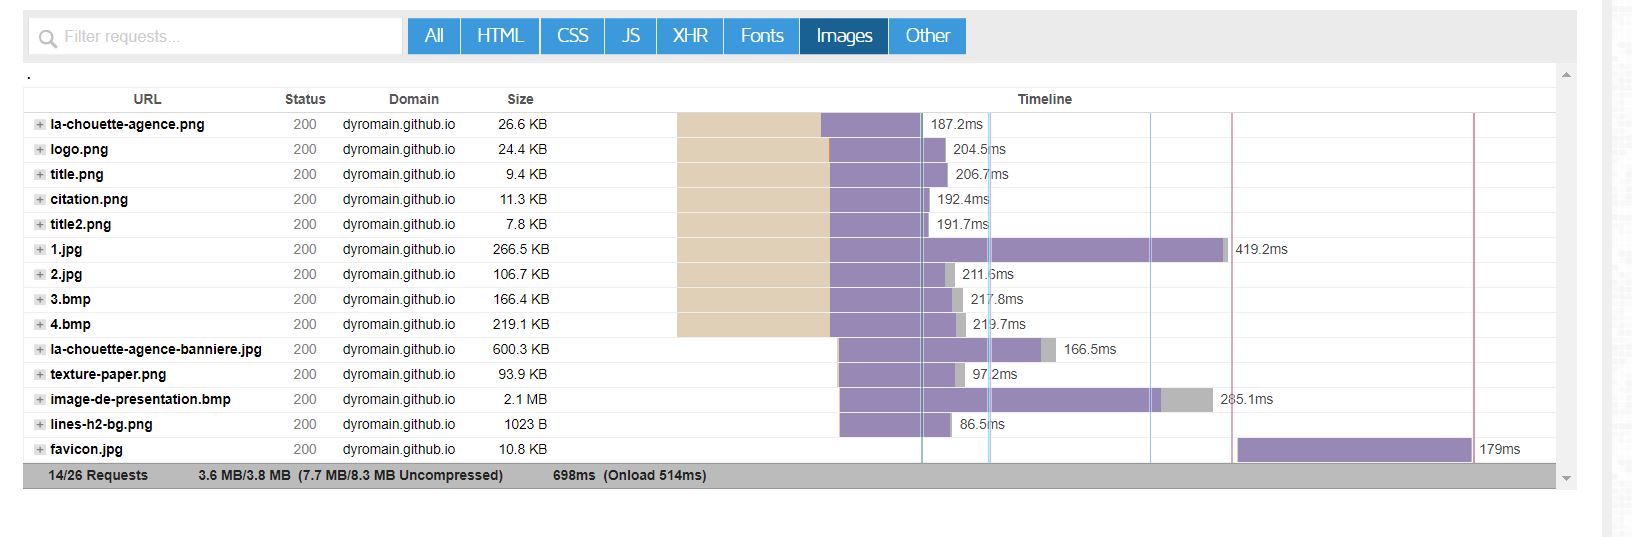 Filter requests...
All HTML CSS JS XHR Fonts Images Other
.
URL Status Domain Size Timeline
la-chouette-agence.png 200 dyromain.github.io 26.6 KB 187.2ms
logo.png 200 dyromain.github.io 24.4 KB 204.5ms
title.png 200 dyromain.github.io 9.4 KB 206.7ms
citation.png 200 dyromain.github.io 11.3 KB 192.4ms
title2.png 200 dyromain.github.io 7.8 KB 191.7ms
1.jpg 200 dyromain.github.io 266.5 KB 419.2ms
2.jpg 200 dyromain.github.io 106.7 KB 211.6ms
3.bmp 200 dyromain.github.io 166.4 KB 217.8ms
4.bmp 200 dyromain.github.io 219.1 KB 219.7ms
la-chouette-agence-banniere.jpg 200 dyromain.github.io 600.3 KB 166.5ms
texture-paper.png 200 dyromain.github.io 93.9 KB 97.2ms
image-de-presentation.bmp 200 dyromain.github.io 2.1 MB 285.1ms
lines-h2-bg.png 200 dyromain.github.io 1023 B 86.5ms
favicon.jpg 200 dyromain.github.io 10.8 KB 179ms
14/26 Requests 3.6 MB/3.8 MB (7.7 MB/8.3 MB Uncompressed) 698ms (Onload 514ms)